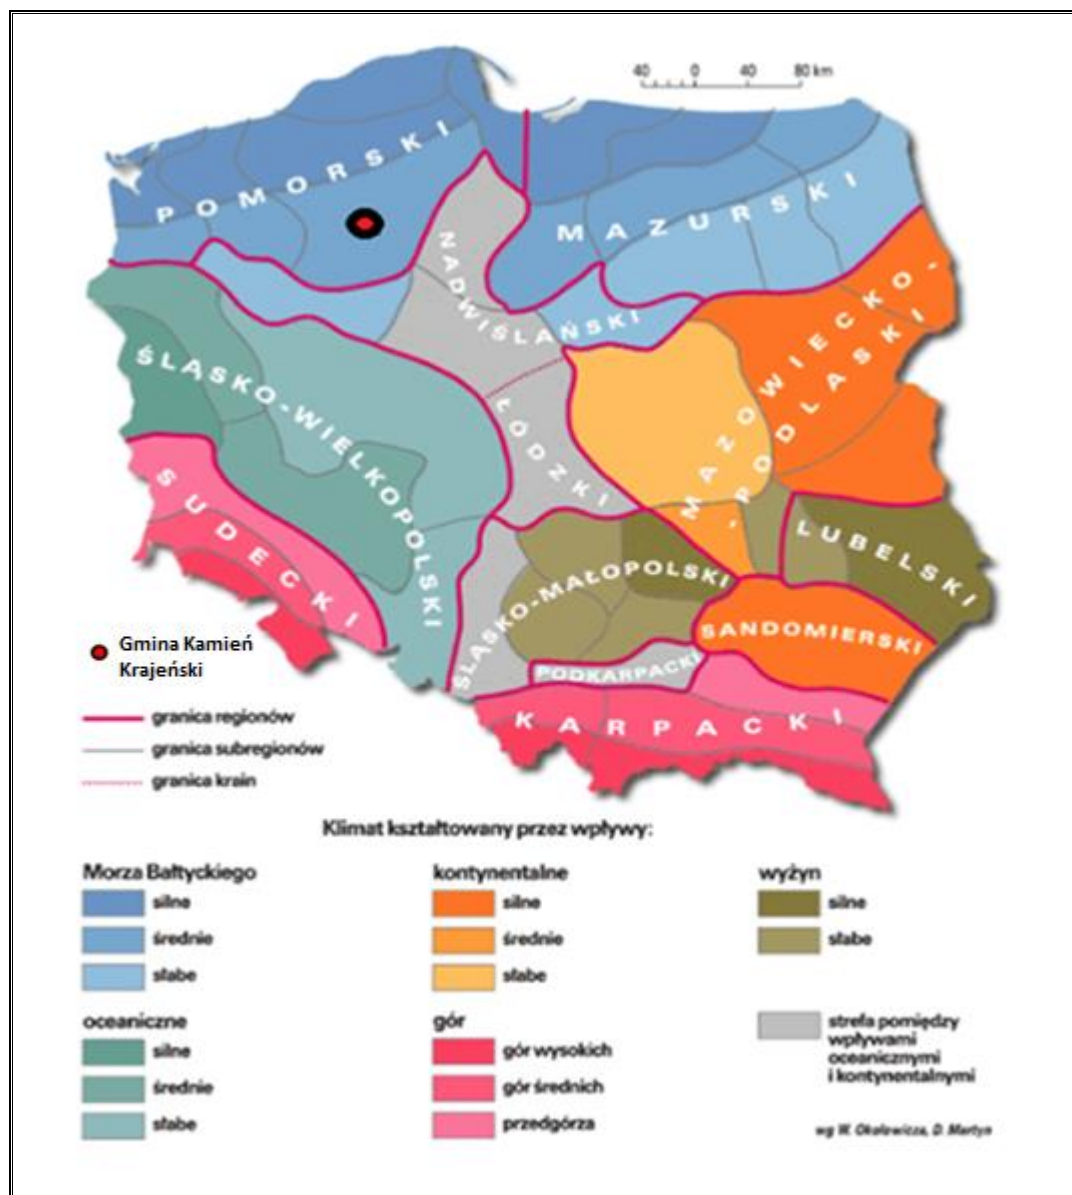 40 0 40 80 km
POMORSKI
MAZURSKI
NADWIŚLAŃSKI
MAZOWIECKO-
-PODLASKI
ŚLĄSKO-WIELKOPOLSKI
ŁÓDZKI
SUDECKI
LUBELSKI
ŚLĄSKO-MAŁOPOLSKI
SANDOMIERSKI
PODKARPACKI
KARPACKI
Gmina Kamień
Krajeński
granica regionów
granica subregionów
granica krain
Klimat kształtowany przez wpływy:
Morza Bałtyckiego
silne
średnie
słabe
kontynentalne
silne
średnie
słabe
wyżyn
silne
słabe
oceaniczne
silne
średnie
słabe
gór
gór wysokich
gór średnich
przedgórza
strefa pomiędzy
wpływami
oceanicznymi
i kontynentalnymi
wg W. Okołowicza, D. Martyn